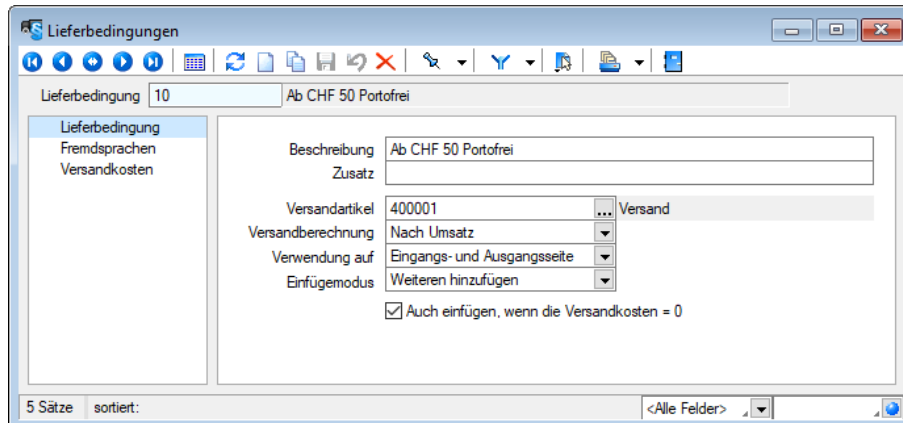 Lieferbedingungen
Lieferbedingung 10 Ab CHF 50 Portofrei
Lieferbedingung
Fremdsprachen
Versandkosten
Beschreibung Ab CHF 50 Portofrei
Zusatz
Versandartikel 400001 ... Versand
Versandberechnung Nach Umsatz
Verwendung auf Eingangs- und Ausgangsseite
Einfügemodus Weiteren hinzufügen
Auch einfügen, wenn die Versandkosten = 0
5 Sätze sortiert: <Alle Felder>